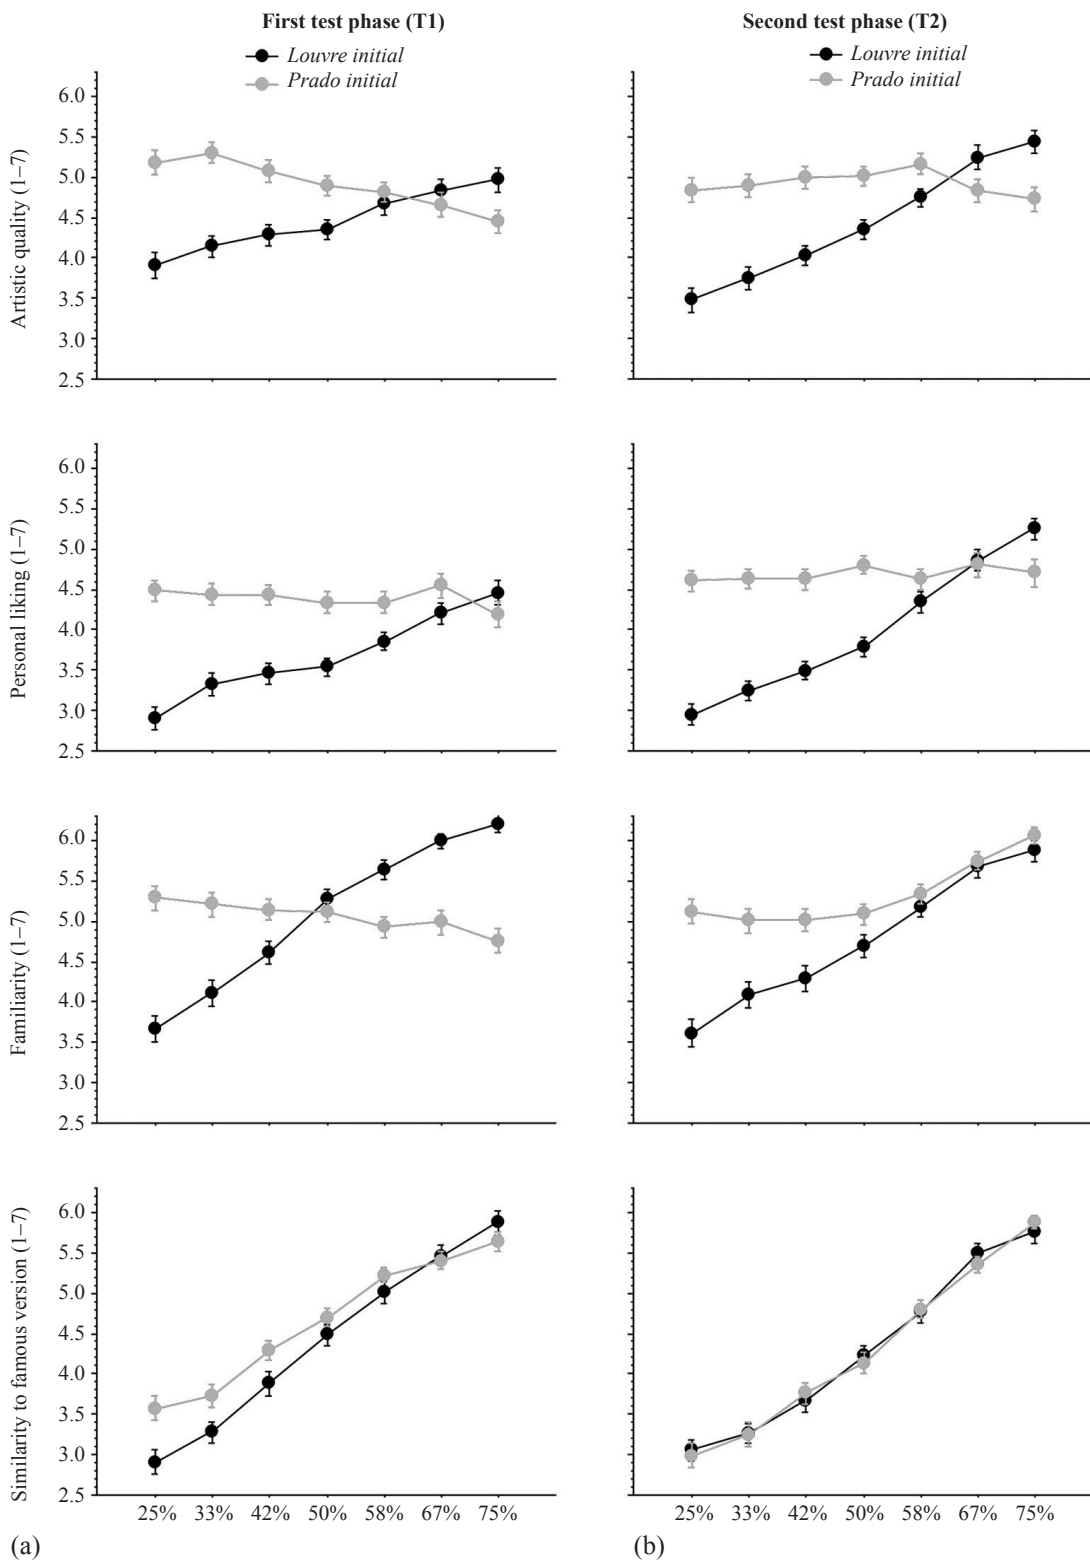 First test phase (T1)
Louvre initial
Prado initial
Second test phase (T2)
Louvre initial
Prado initial
Artistic quality (1–7)
6.0
5.5
5.0
4.5
4.0
3.5
3.0
2.5
Personal liking (1–7)
6.0
5.5
5.0
4.5
4.0
3.5
3.0
2.5
Familiarity (1–7)
6.0
5.5
5.0
4.5
4.0
3.5
3.0
2.5
Similarity to famous version (1–7)
6.0
5.5
5.0
4.5
4.0
3.5
3.0
2.5
25% 33% 42% 50% 58% 67% 75%
25% 33% 42% 50% 58% 67% 75%
(a)
(b)